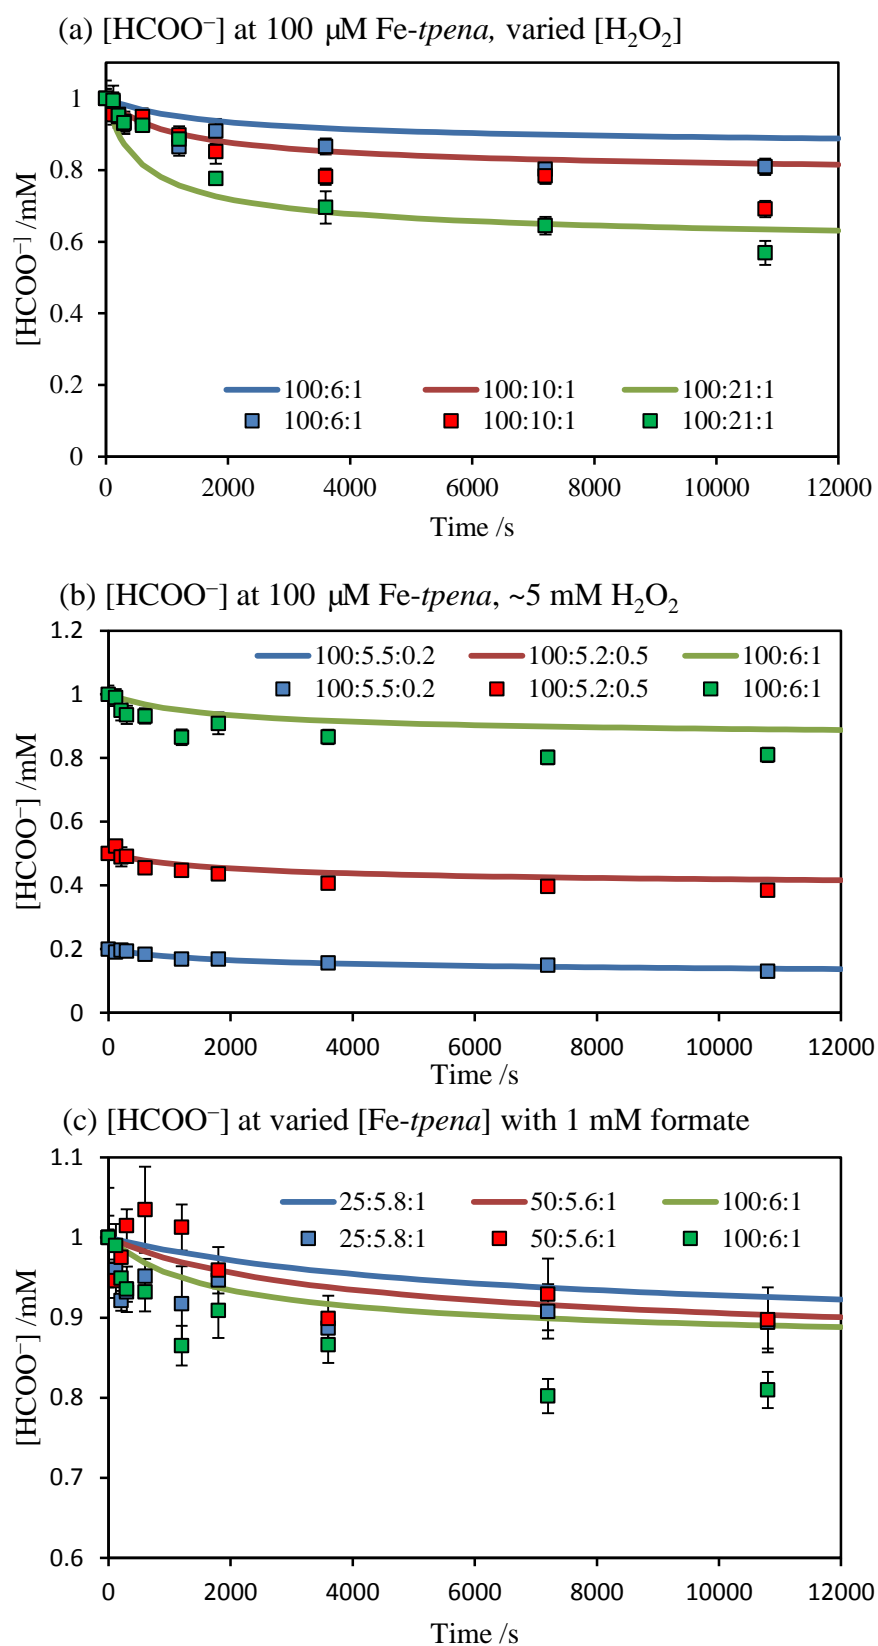 (a) [HCOO⁻] at 100 μM Fe-tpena, varied [H₂O₂]
[HCOO⁻] /mM
1
0.8
0.6
0.4
0.2
0
100:6:1 100:10:1 100:21:1
100:6:1 100:10:1 100:21:1
0 2000 4000 6000 8000 10000 12000
Time /s
(b) [HCOO⁻] at 100 μM Fe-tpena, ~5 mM H₂O₂
[HCOO⁻] /mM
1.2
1
0.8
0.6
0.4
0.2
0
100:5.5:0.2 100:5.2:0.5 100:6:1
100:5.5:0.2 100:5.2:0.5 100:6:1
0 2000 4000 6000 8000 10000 12000
Time /s
(c) [HCOO⁻] at varied [Fe-tpena] with 1 mM formate
[HCOO⁻] /mM
1.1
1
0.9
0.8
0.7
0.6
25:5.8:1 50:5.6:1 100:6:1
25:5.8:1 50:5.6:1 100:6:1
0 2000 4000 6000 8000 10000 12000
Time /s